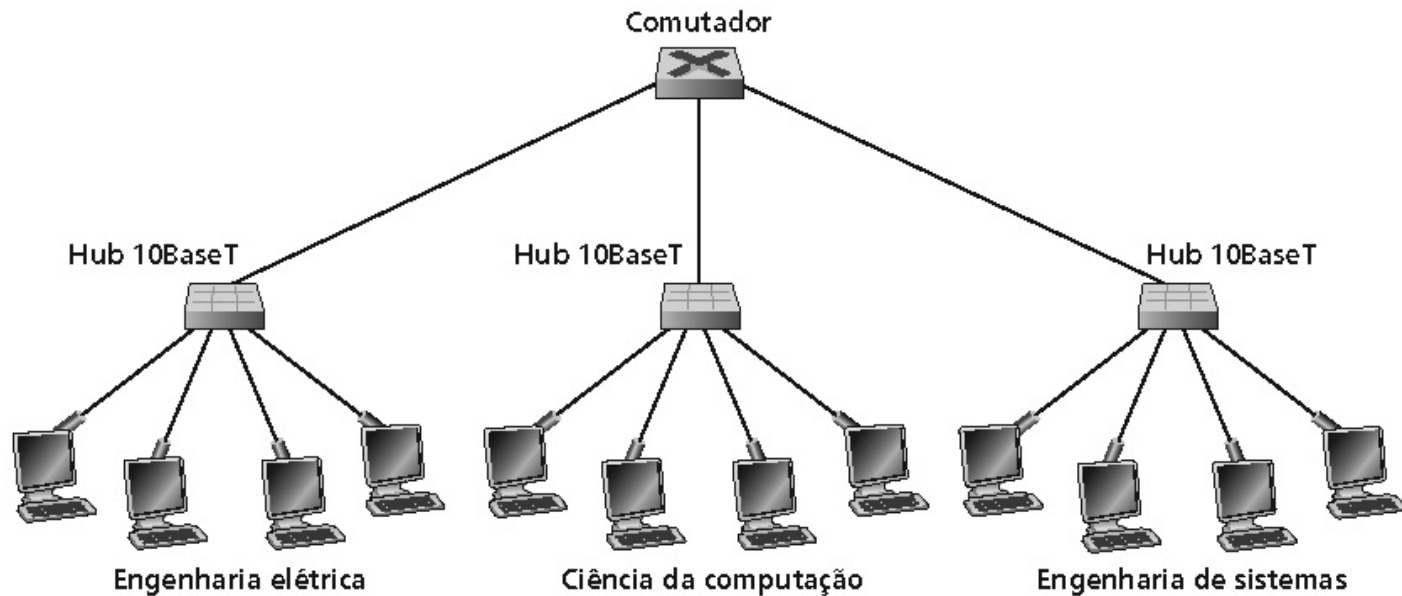 Comutador
Hub 10BaseT
Hub 10BaseT
Hub 10BaseT
Engenharia elétrica
Ciência da computação
Engenharia de sistemas